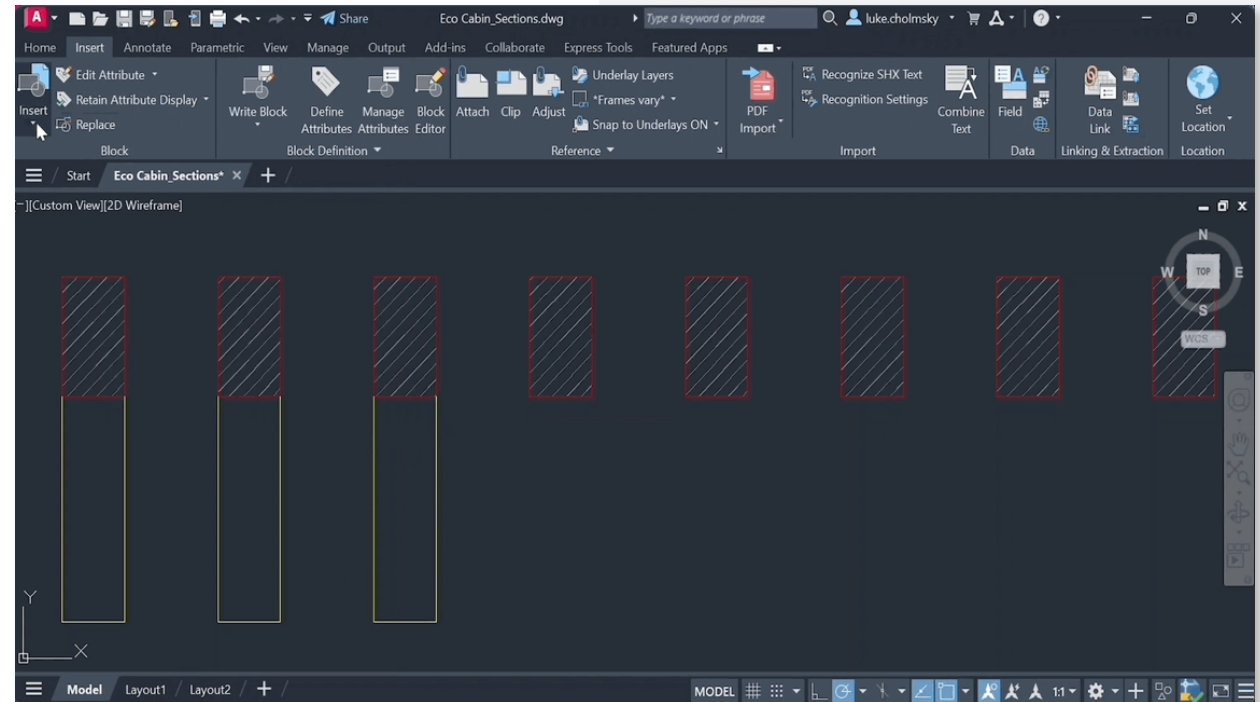 A Share Eco Cabin_Sections.dwg Type a keyword or phrase luke.cholmsky ?
Home Insert Annotate Parametric View Manage Output Add-ins Collaborate Express Tools Featured Apps
Edit Attribute Underlay Layers Recognize SHX Text
Retain Attribute Display *Frames vary* Recognition Settings
Insert Write Block Define Manage Block Attach Clip Adjust PDF Combine Field Data Set
Replace Attributes Attributes Editor Snap to Underlays ON Import Text Link Location
Block Block Definition Reference Import Data Linking & Extraction Location
Start Eco Cabin_Sections*
−][Custom View][2D Wireframe]
N
W TOP E
S
WCS
Y
X
Model Layout1 Layout2 MODEL 1:1